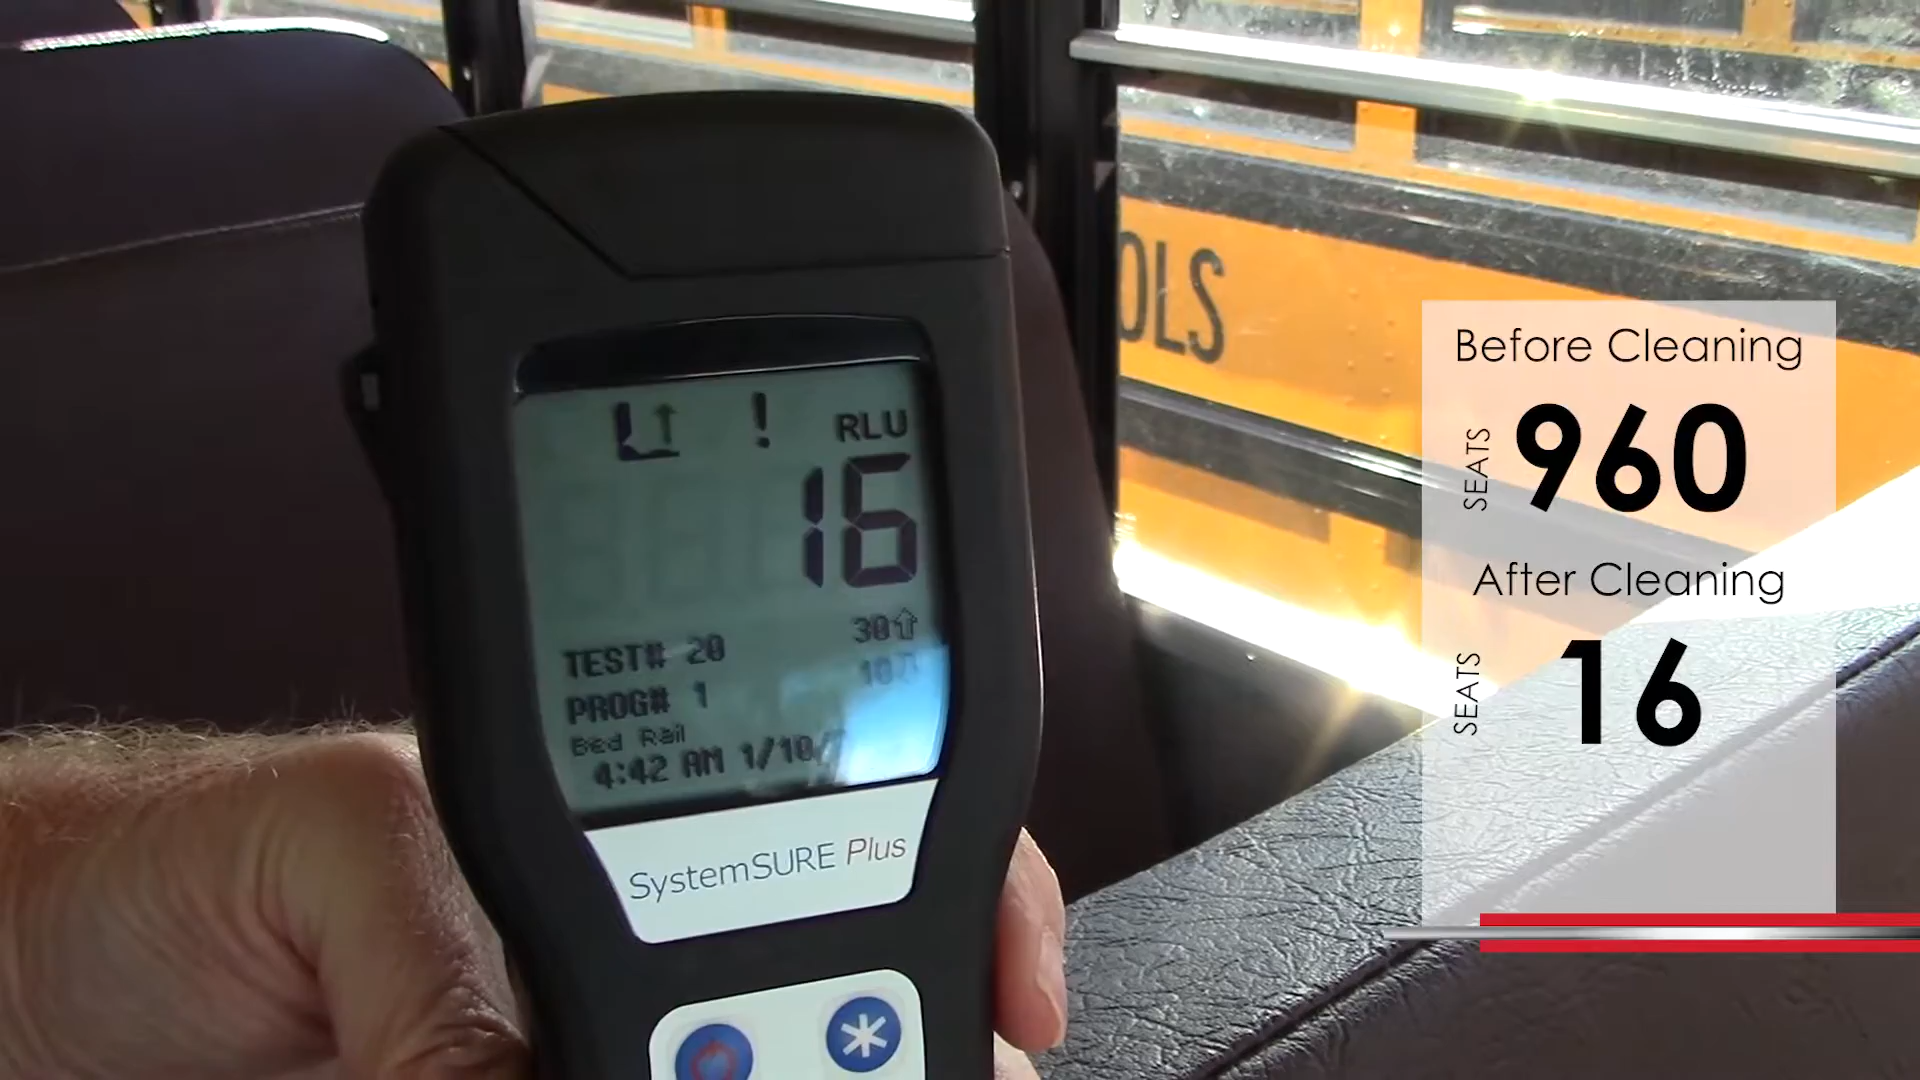 OLS
! RLU
16
30
TEST# 20
10
PROG# 1
Bed Rail
4:42 AM 1/10/
SystemSURE Plus
Before Cleaning
SEATS 960
After Cleaning
SEATS 16